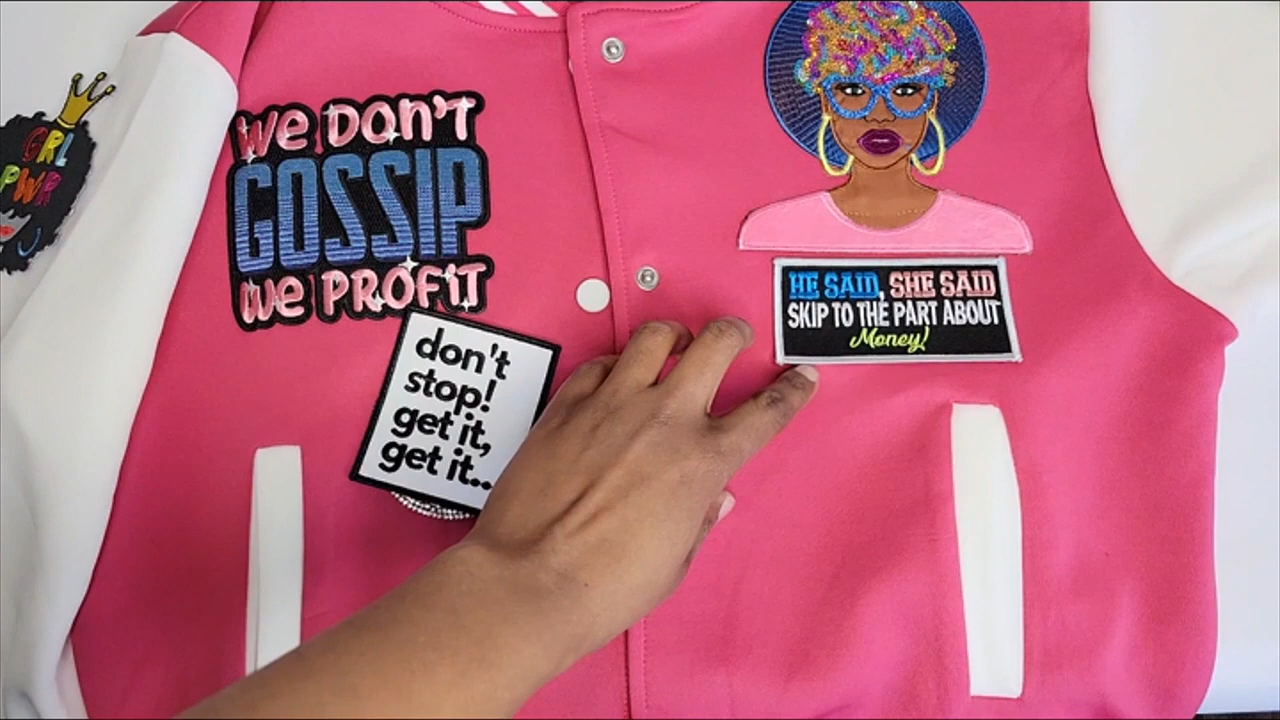 GRL
PWR
We DON'T
GOSSIP
We PROFiT
don't
stop!
get it,
get it..
HE SAID, SHE SAID
SKIP TO THE PART ABOUT
Money!